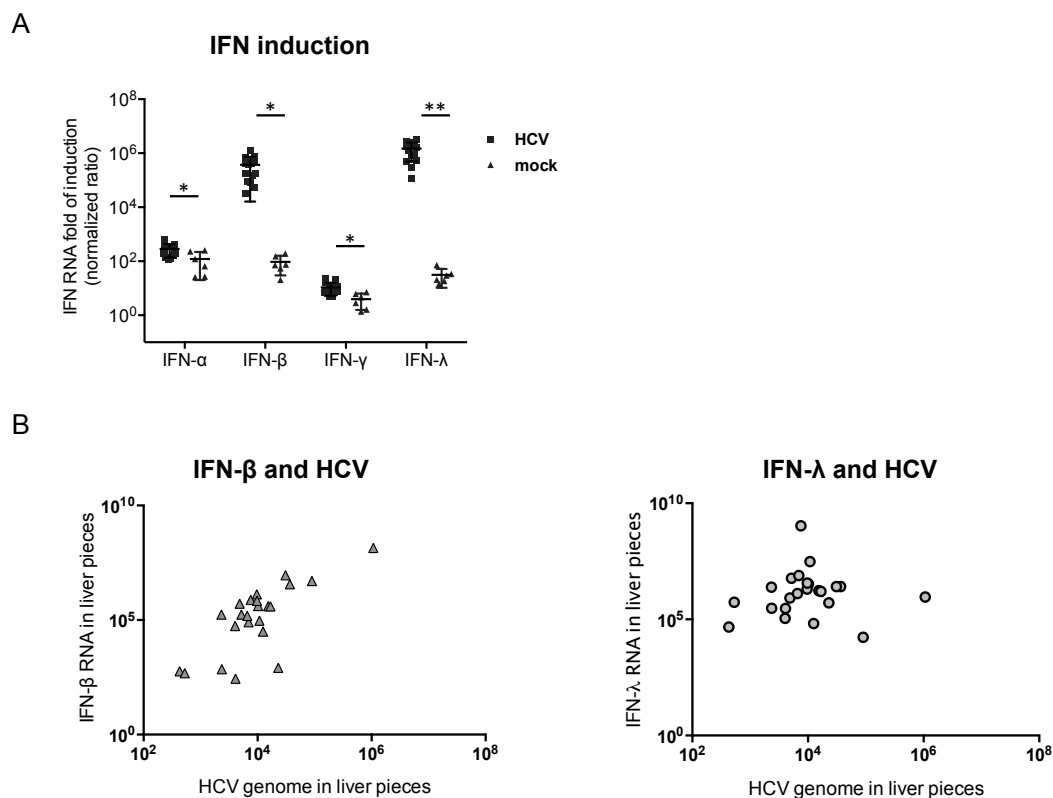 A
IFN induction
IFN RNA fold of induction
(normalized ratio)
10⁸
10⁶
10⁴
10²
10⁰
*
*
*
**
HCV
mock
IFN-α
IFN-β
IFN-γ
IFN-λ
B
IFN-β and HCV
IFN-β RNA in liver pieces
10¹⁰
10⁵
10⁰
10²
10⁴
10⁶
10⁸
HCV genome in liver pieces
IFN-λ and HCV
IFN-λ RNA in liver pieces
10¹⁰
10⁵
10⁰
10²
10⁴
10⁶
10⁸
HCV genome in liver pieces